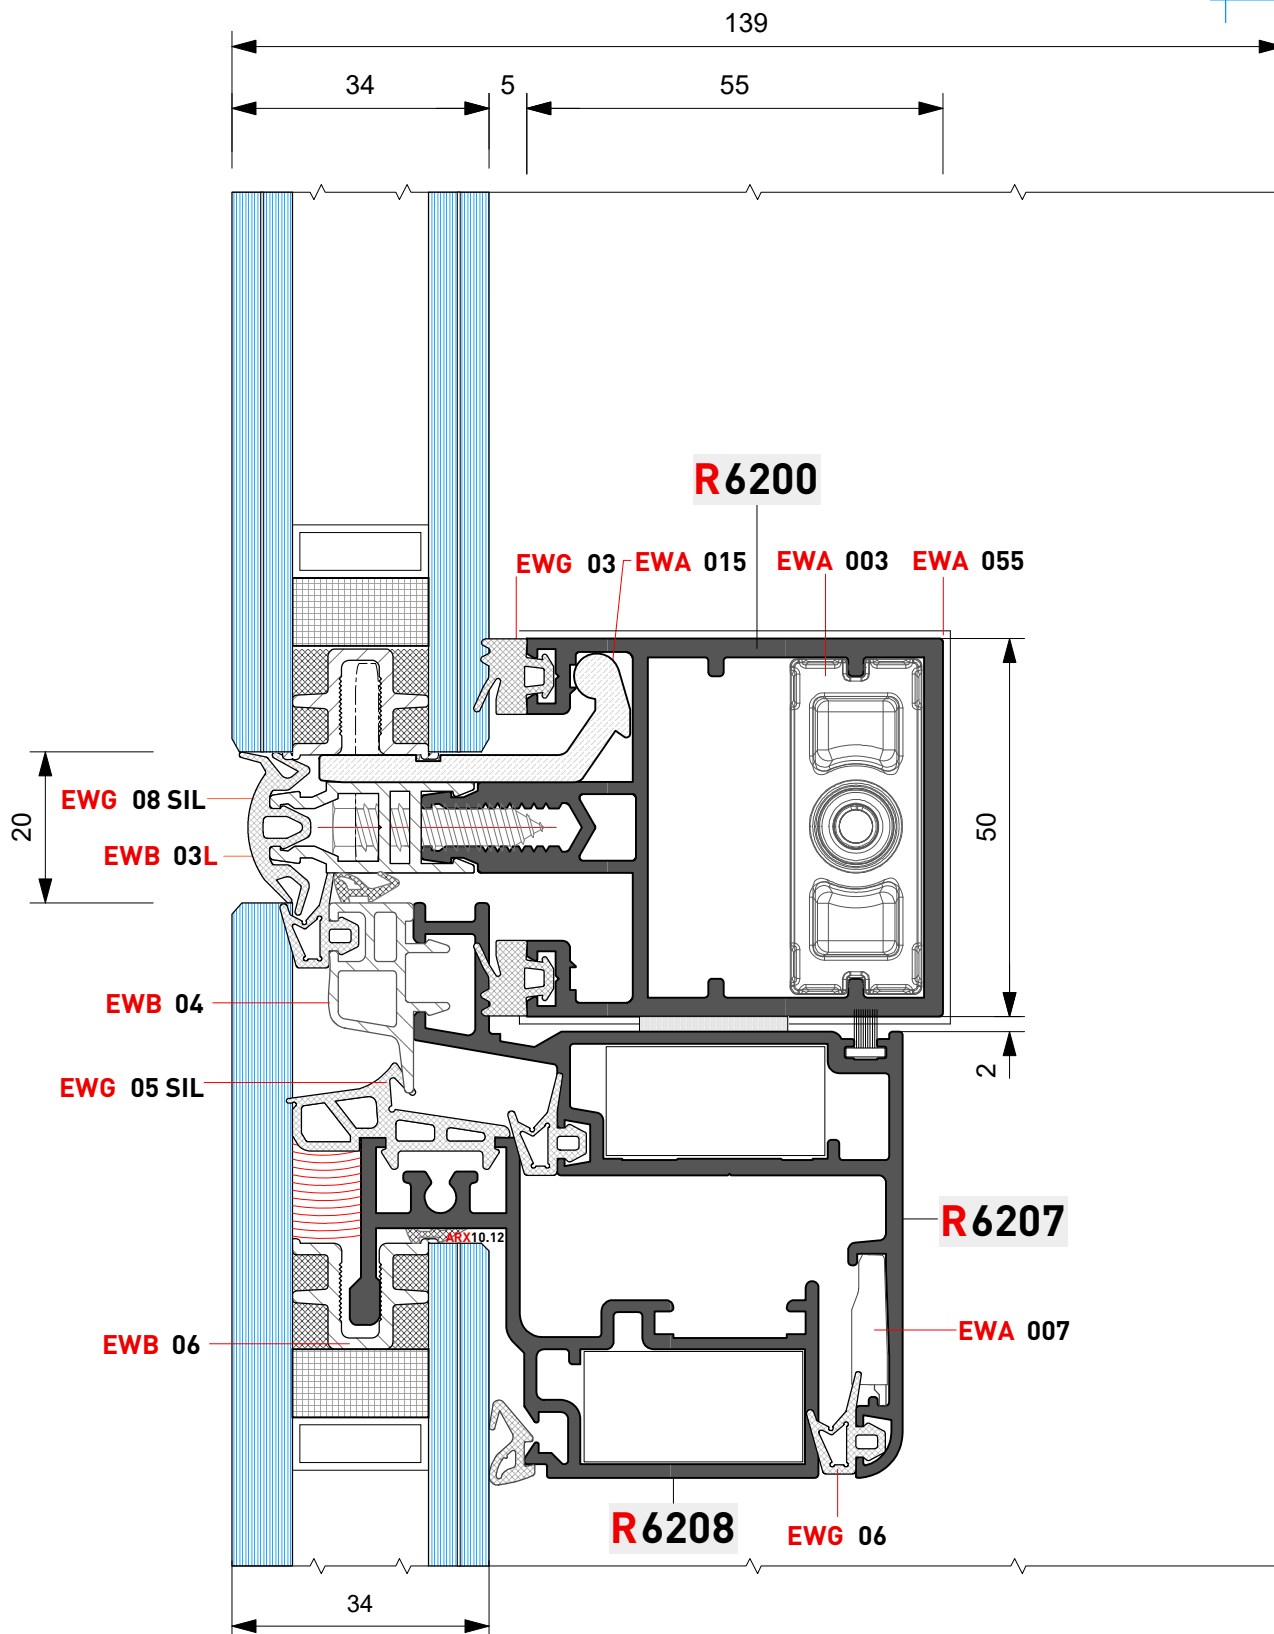 139
34 5 55
R6200
EWG 03 EWA 015 EWA 003 EWA 055
EWG 08 SIL
20
50
EWB 03L
EWB 04
2
EWG 05 SIL
R6207
ARX10.12
EWB 06
EWA 007
R6208
EWG 06
34